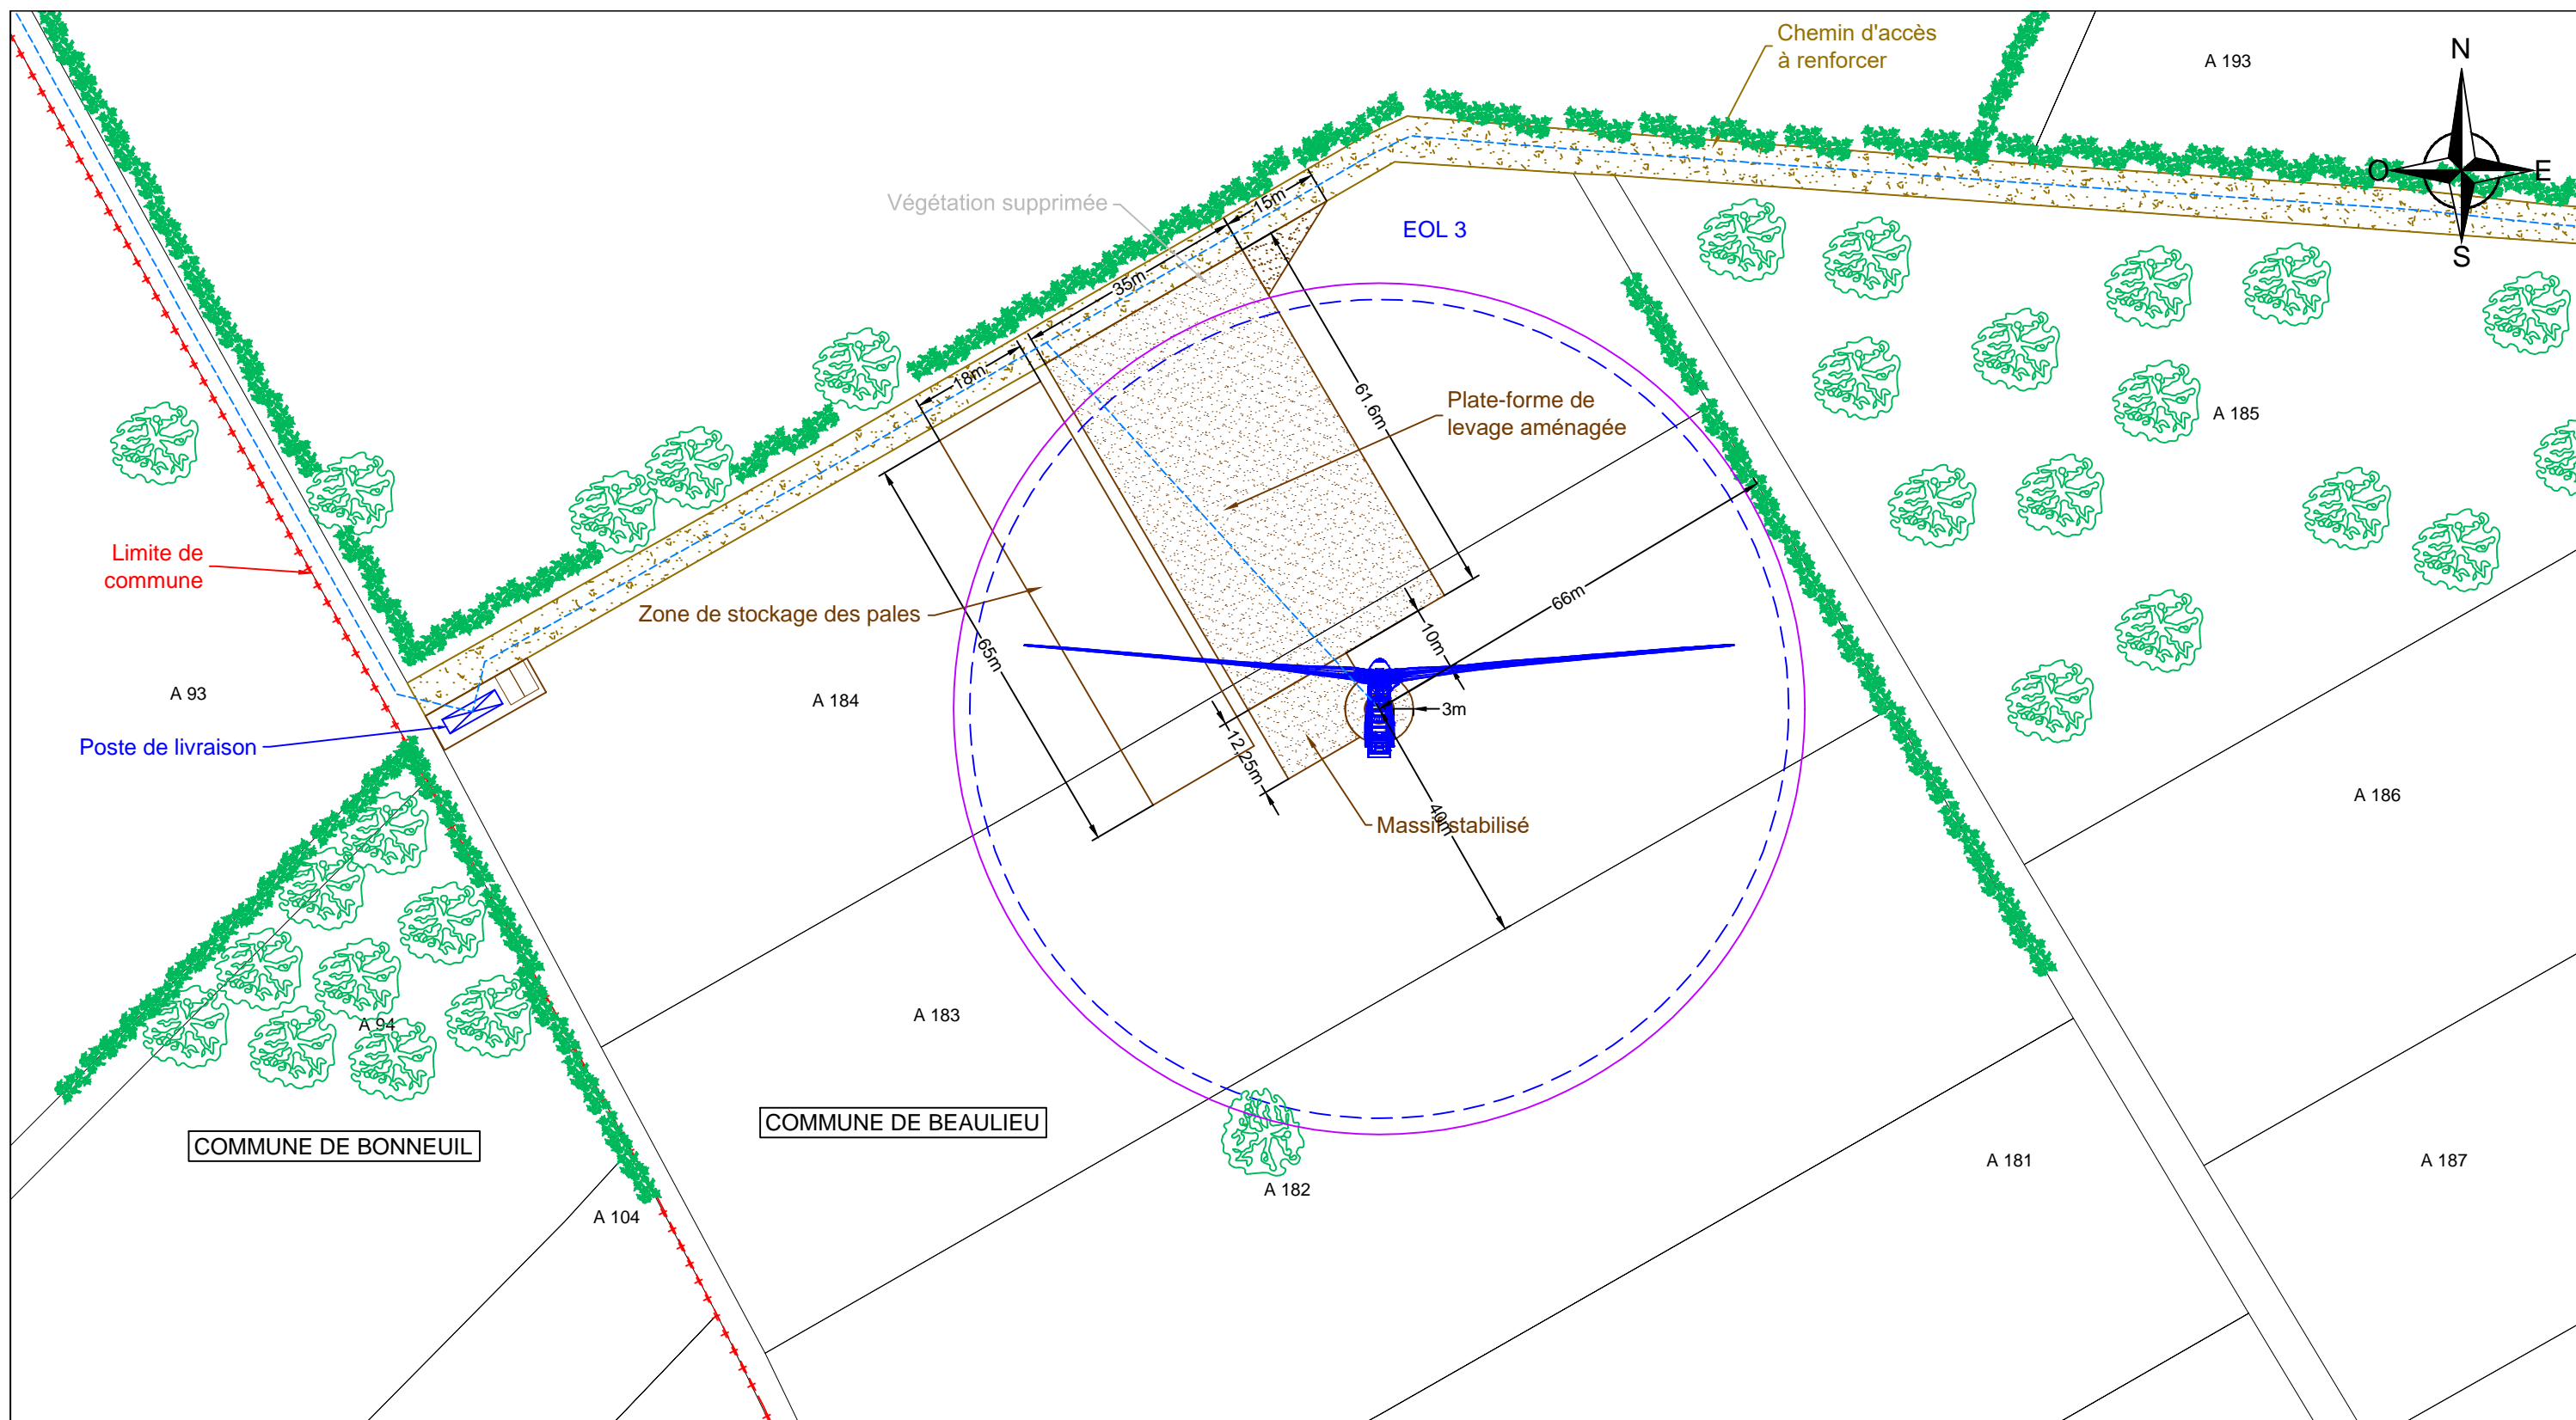 Chemin d'accès
à renforcer
A 193
N
O
E
S
Végétation supprimée
15m
EOL 3
35m
18m
61.6m
Plate-forme de
levage aménagée
A 185
Limite de
commune
Zone de stockage des pales
65m
10m
66m
A 93
A 184
3m
Poste de livraison
12,25m
40m
Massif stabilisé
A 186
A 183
A 94
COMMUNE DE BEAULIEU
COMMUNE DE BONNEUIL
A 181
A 187
A 182
A 104